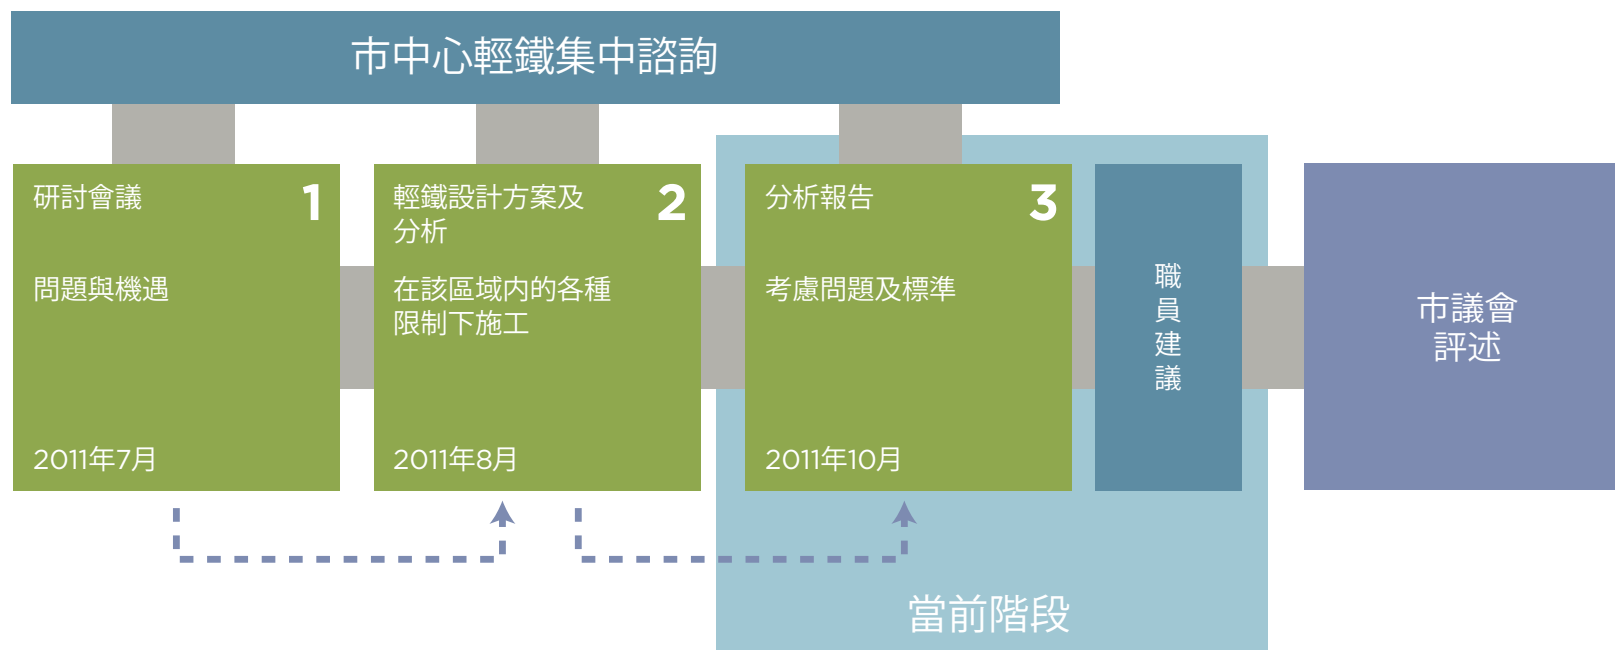 市中心輕鐵集中諮詢
研討會議
1
問題與機遇
2011年7月
輕鐵設計方案及
分析
2
在該區域内的各種
限制下施工
2011年8月
分析報告
3
考慮問題及標準
2011年10月
職
員
建
議
市議會
評述
當前階段